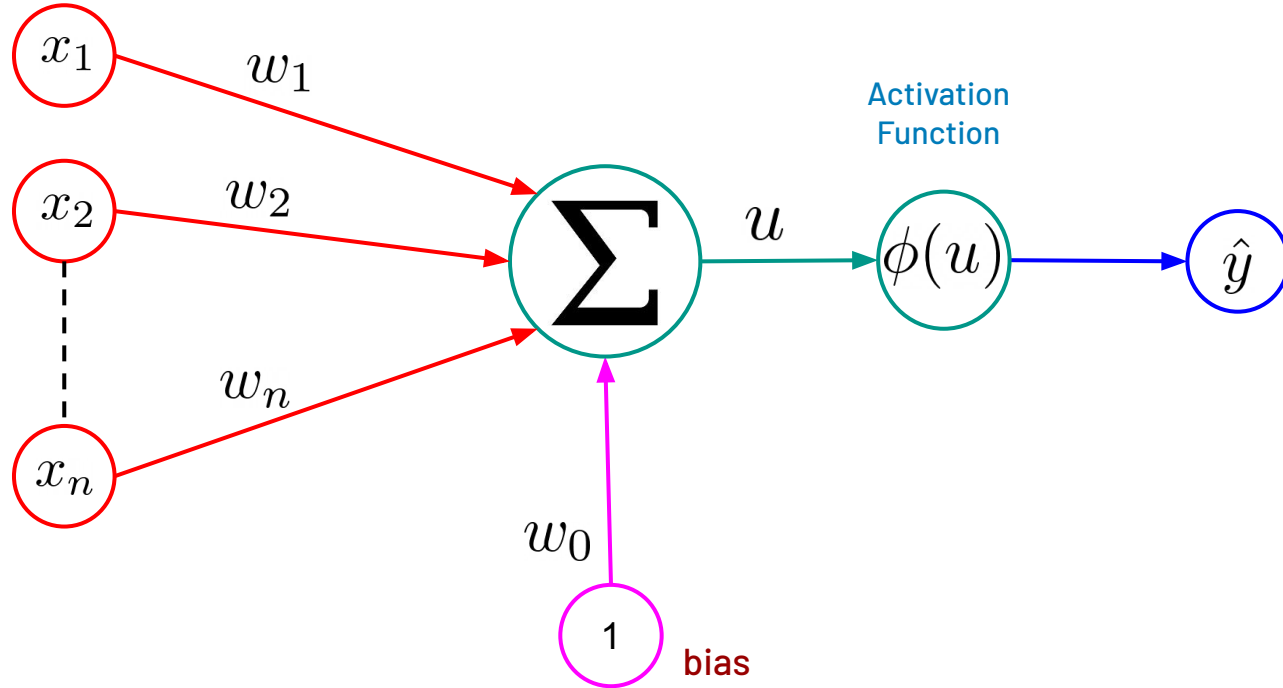 x₁
w₁
Activation
Function
x₂
w₂
Σ
u
ϕ(u)
ŷ
wₙ
xₙ
w₀
1
bias